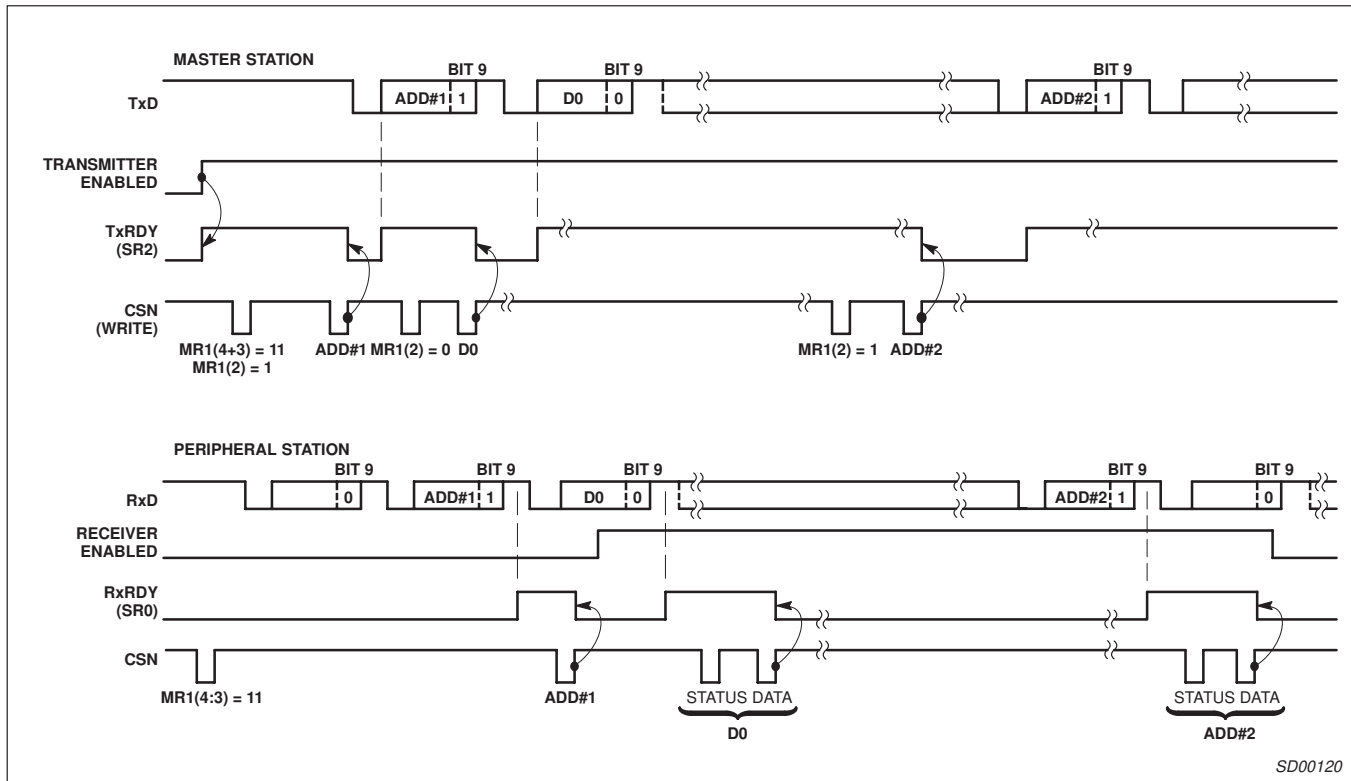 MASTER STATION
BIT 9 BIT 9 BIT 9
TxD ADD#1 1 D0 0 ADD#2 1
TRANSMITTER
ENABLED
TxRDY
(SR2)
CSN
(WRITE)
MR1(4+3) = 11 ADD#1 MR1(2) = 0 D0 MR1(2) = 1 ADD#2
MR1(2) = 1
PERIPHERAL STATION
BIT 9 BIT 9 BIT 9 BIT 9 BIT 9
RxD 0 ADD#1 1 D0 0 ADD#2 1 0
RECEIVER
ENABLED
RxRDY
(SR0)
CSN
MR1(4:3) = 11 ADD#1 STATUS DATA STATUS DATA
D0 ADD#2
SD00120